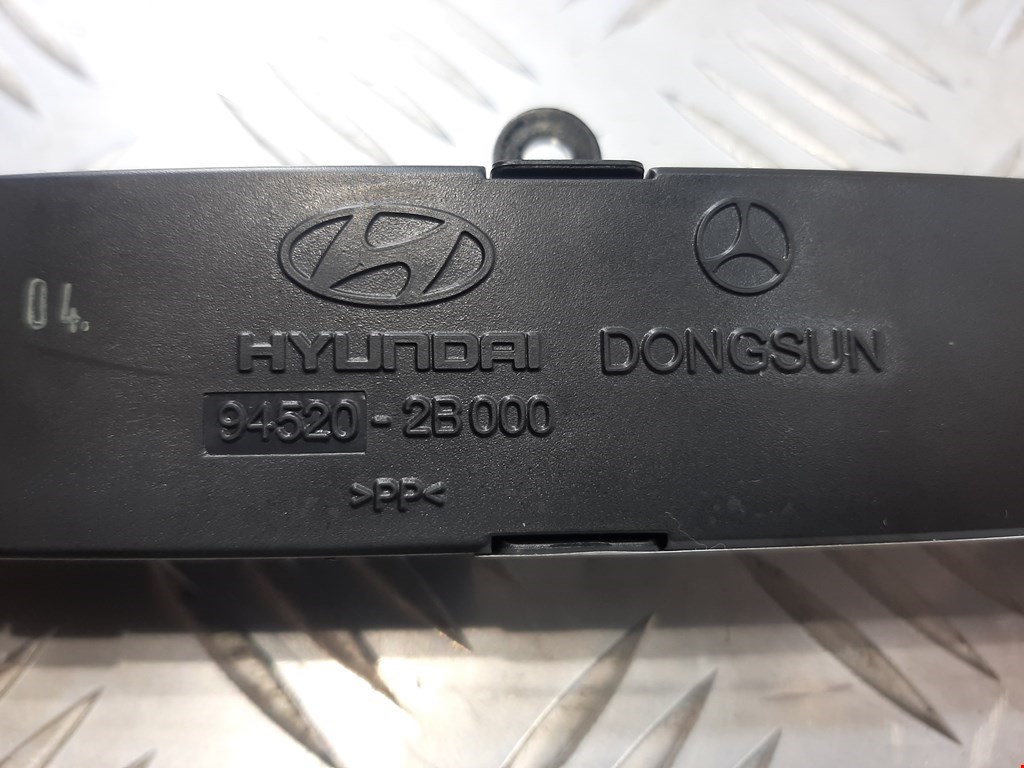 04.
HYUNDAI DONGSUN
94520-2B000
>PP<